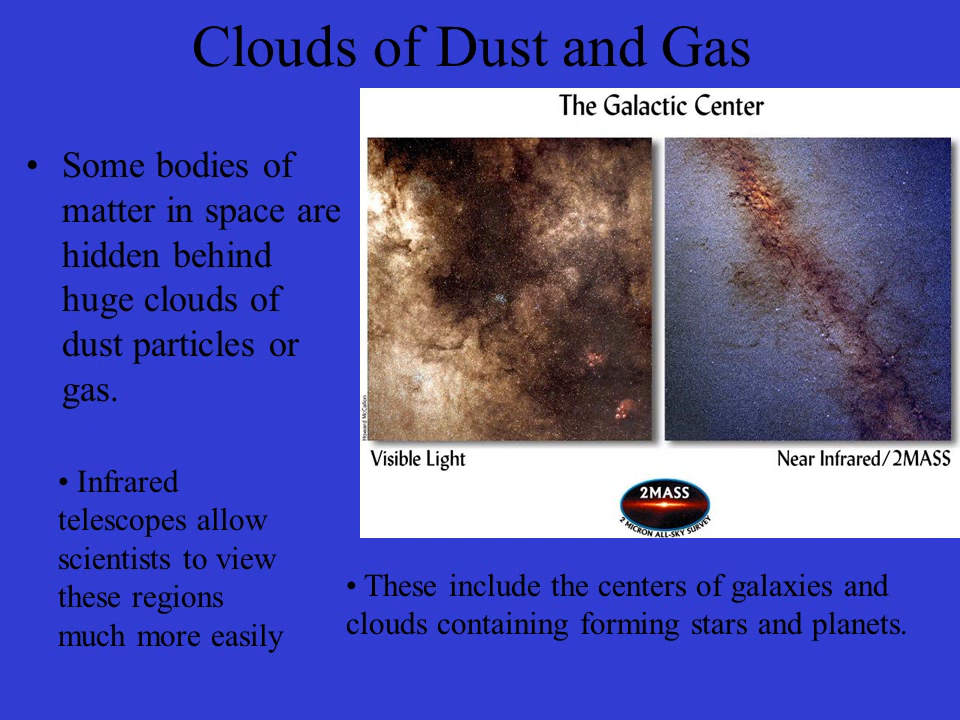 Clouds of Dust and Gas
• Some bodies of
matter in space are
hidden behind
huge clouds of
dust particles or
gas.
The Galactic Center
Howard McCallon
Visible Light
Near Infrared/2MASS
2MASS
2 MICRON ALL-SKY SURVEY
• Infrared
telescopes allow
scientists to view
these regions
much more easily
• These include the centers of galaxies and
clouds containing forming stars and planets.